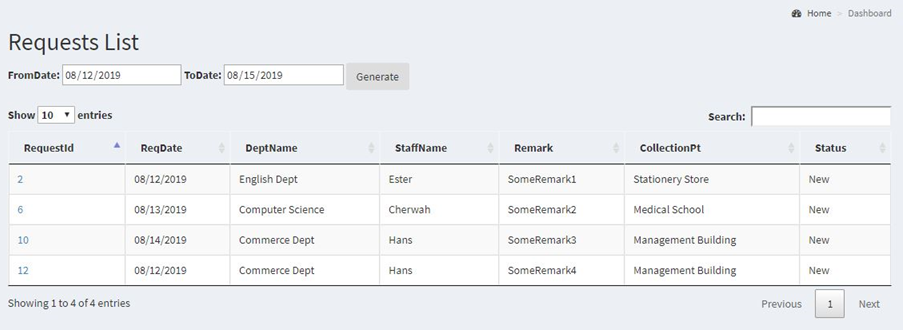 Home > Dashboard
Requests List
FromDate: 08/12/2019 ToDate: 08/15/2019 Generate
Show 10 entries Search:
RequestId ReqDate DeptName StaffName Remark CollectionPt Status
2 08/12/2019 English Dept Ester SomeRemark1 Stationery Store New
6 08/13/2019 Computer Science Cherwah SomeRemark2 Medical School New
10 08/14/2019 Commerce Dept Hans SomeRemark3 Management Building New
12 08/12/2019 Commerce Dept Hans SomeRemark4 Management Building New
Showing 1 to 4 of 4 entries Previous 1 Next